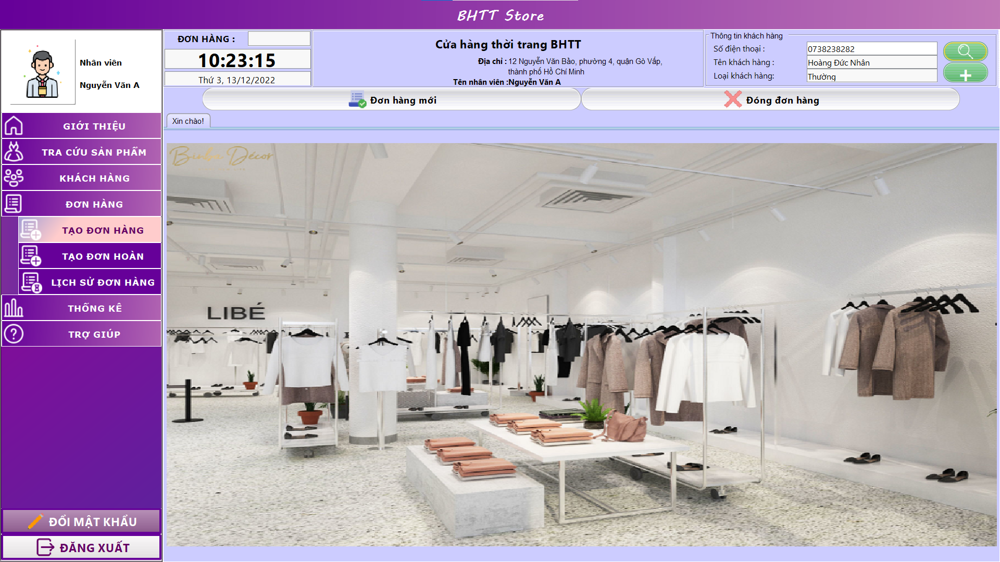 BHTT Store
Nhân viên
Nguyễn Văn A
GIỚI THIỆU
TRA CỨU SẢN PHẨM
KHÁCH HÀNG
ĐƠN HÀNG
TẠO ĐƠN HÀNG
TẠO ĐƠN HOÀN
LỊCH SỬ ĐƠN HÀNG
THỐNG KÊ
TRỢ GIÚP
ĐỔI MẬT KHẨU
ĐĂNG XUẤT
ĐƠN HÀNG :
10:23:15
Thứ 3, 13/12/2022
Cửa hàng thời trang BHTT
Địa chỉ : 12 Nguyễn Văn Bảo, phường 4, quận Gò Vấp,
thành phố Hồ Chí Minh
Tên nhân viên :Nguyễn Văn A
Thông tin khách hàng
Số điện thoại : 0738238282
Tên khách hàng : Hoàng Đức Nhân
Loại khách hàng: Thường
Đơn hàng mới
Đóng đơn hàng
Xin chào!
Décor
LIBÉ